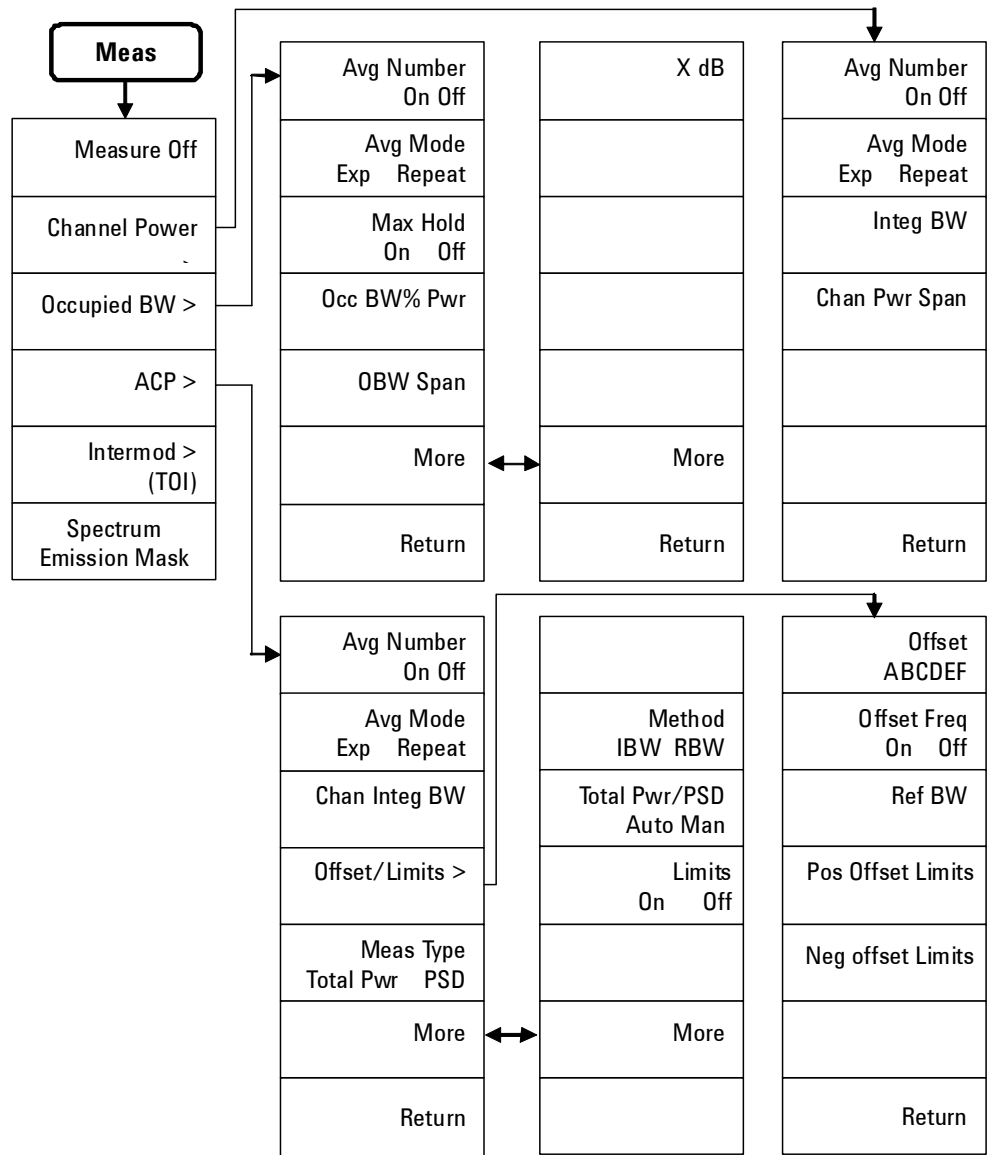 Meas
Measure Off
Channel Power
Occupied BW >
ACP >
Intermod >
(TOI)
Spectrum
Emission Mask
Avg Number
On Off
Avg Mode
Exp Repeat
Max Hold
On Off
Occ BW% Pwr
OBW Span
More
Return
X dB
More
Return
Avg Number
On Off
Avg Mode
Exp Repeat
Integ BW
Chan Pwr Span
Return
Avg Number
On Off
Avg Mode
Exp Repeat
Chan Integ BW
Offset/Limits >
Meas Type
Total Pwr PSD
More
Return
Method
IBW RBW
Total Pwr/PSD
Auto Man
Limits
On Off
More
Offset
ABCDEF
Offset Freq
On Off
Ref BW
Pos Offset Limits
Neg offset Limits
Return